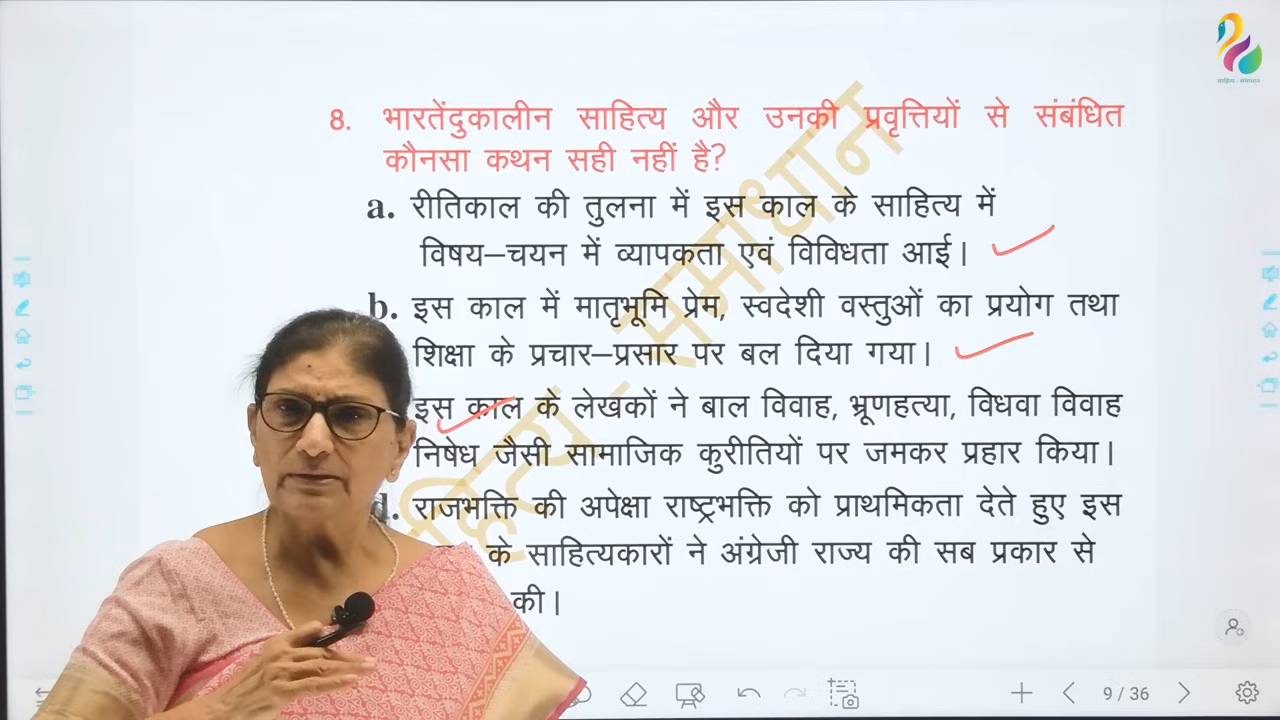 साहित्य - समाधान
8. भारतेंदुकालीन साहित्य और उनकी प्रवृत्तियों से संबंधित
कौनसा कथन सही नहीं है?
a. रीतिकाल की तुलना में इस काल के साहित्य में
विषय–चयन में व्यापकता एवं विविधता आई।
b. इस काल में मातृभूमि प्रेम, स्वदेशी वस्तुओं का प्रयोग तथा
शिक्षा के प्रचार–प्रसार पर बल दिया गया।
इस काल के लेखकों ने बाल विवाह, भ्रूणहत्या, विधवा विवाह
निषेध जैसी सामाजिक कुरीतियों पर जमकर प्रहार किया।
d. राजभक्ति की अपेक्षा राष्ट्रभक्ति को प्राथमिकता देते हुए इस
के साहित्यकारों ने अंग्रेजी राज्य की सब प्रकार से
की।
9 / 36